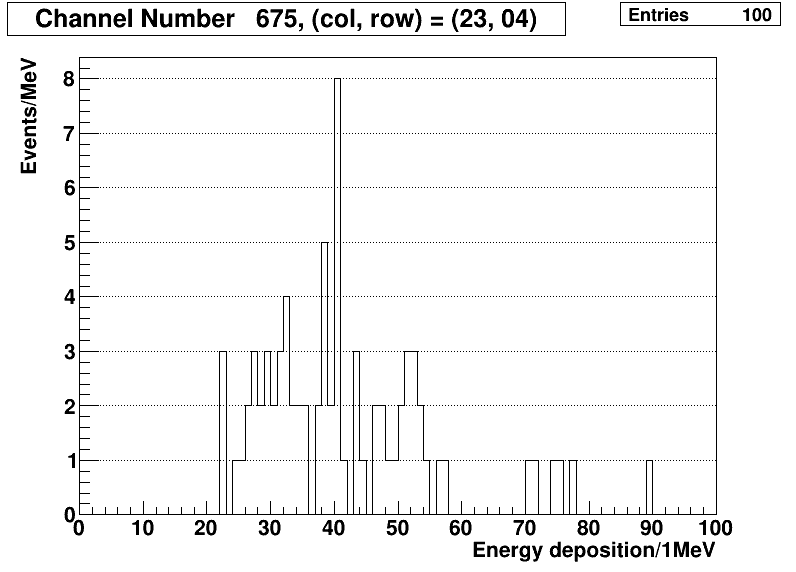 Channel Number 675, (col, row) = (23, 04)
Entries 100
Events/MeV
8
7
6
5
4
3
2
1
0
0 10 20 30 40 50 60 70 80 90 100
Energy deposition/1MeV